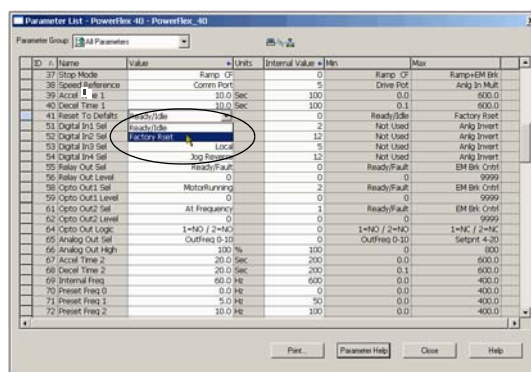 Parameter List - PowerFlex 40 - PowerFlex_40
Parameter Group: All Parameters
ID Name Value Units Internal Value Min Max
37 Stop Mode Ramp CF 0 Ramp CF Ramp+EM Brk
38 Speed Reference Comm Port 5 Drive Pot Anlg In Mult
39 Accel Time 1 10.0 Sec 100 0.0 600.0
40 Decel Time 1 10.0 Sec 100 0.1 600.0
41 Reset To Defalts Ready/Idle 0 Ready/Idle Factory Rset
Ready/Idle
Factory Rset
51 Digital In1 Sel 2 Not Used Anlg Invert
52 Digital In2 Sel 12 Not Used Anlg Invert
53 Digital In3 Sel Local 5 Not Used Anlg Invert
54 Digital In4 Sel Jog Reverse 12 Not Used Anlg Invert
55 Relay Out Sel Ready/Fault 0 Ready/Fault EM Brk Cntrl
56 Relay Out Level 0 0 0 9999
58 Opto Out1 Sel MotorRunning 2 Ready/Fault EM Brk Cntrl
59 Opto Out1 Level 0 0 0 9999
61 Opto Out2 Sel At Frequency 1 Ready/Fault EM Brk Cntrl
62 Opto Out2 Level 0 0 0 9999
64 Opto Out Logic 1=NO / 2=NO 0 1=NO / 2=NO 1=NC / 2=NC
65 Analog Out Sel OutFreq 0-10 0 OutFreq 0-10 Setpnt 4-20
66 Analog Out High 100 % 100 0 800
67 Accel Time 2 20.0 Sec 200 0.0 600.0
68 Decel Time 2 20.0 Sec 200 0.1 600.0
69 Internal Freq 60.0 Hz 600 0.0 400.0
70 Preset Freq 0 0.0 Hz 0 0.0 400.0
71 Preset Freq 1 5.0 Hz 50 0.0 400.0
72 Preset Freq 2 10.0 Hz 100 0.0 400.0
Print... Parameter Help Close Help